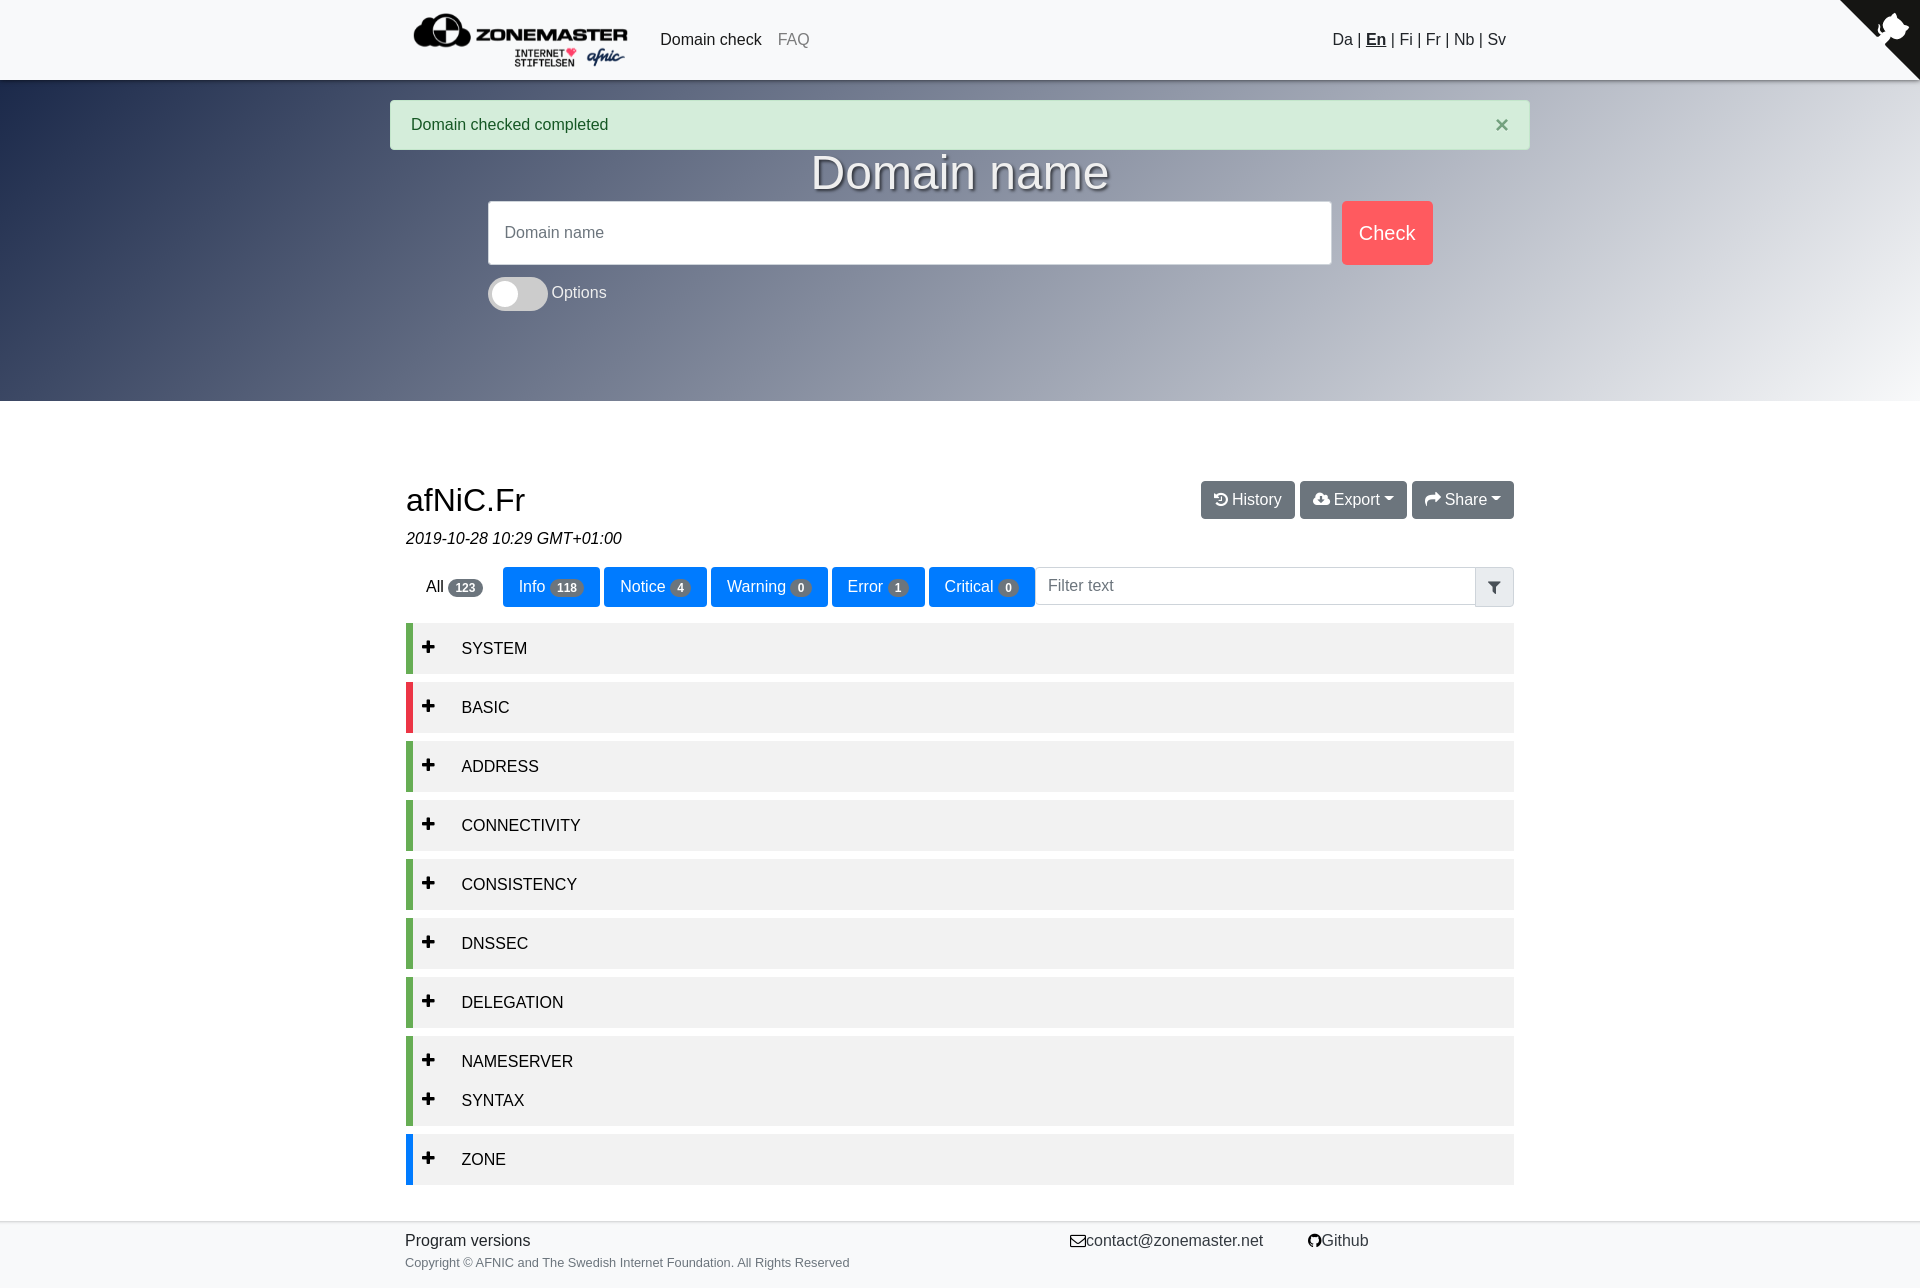 ZONEMASTER
INTERNET
STIFTELSEN
afnic
Domain check
FAQ
Da | En | Fi | Fr | Nb | Sv
Domain checked completed
×
Domain name
Domain name
Check
Options
afNiC.Fr
History
Export
Share
2019-10-28 10:29 GMT+01:00
All 123
Info 118
Notice 4
Warning 0
Error 1
Critical 0
Filter text
SYSTEM
BASIC
ADDRESS
CONNECTIVITY
CONSISTENCY
DNSSEC
DELEGATION
NAMESERVER
SYNTAX
ZONE
Program versions
contact@zonemaster.net
Github
Copyright © AFNIC and The Swedish Internet Foundation. All Rights Reserved